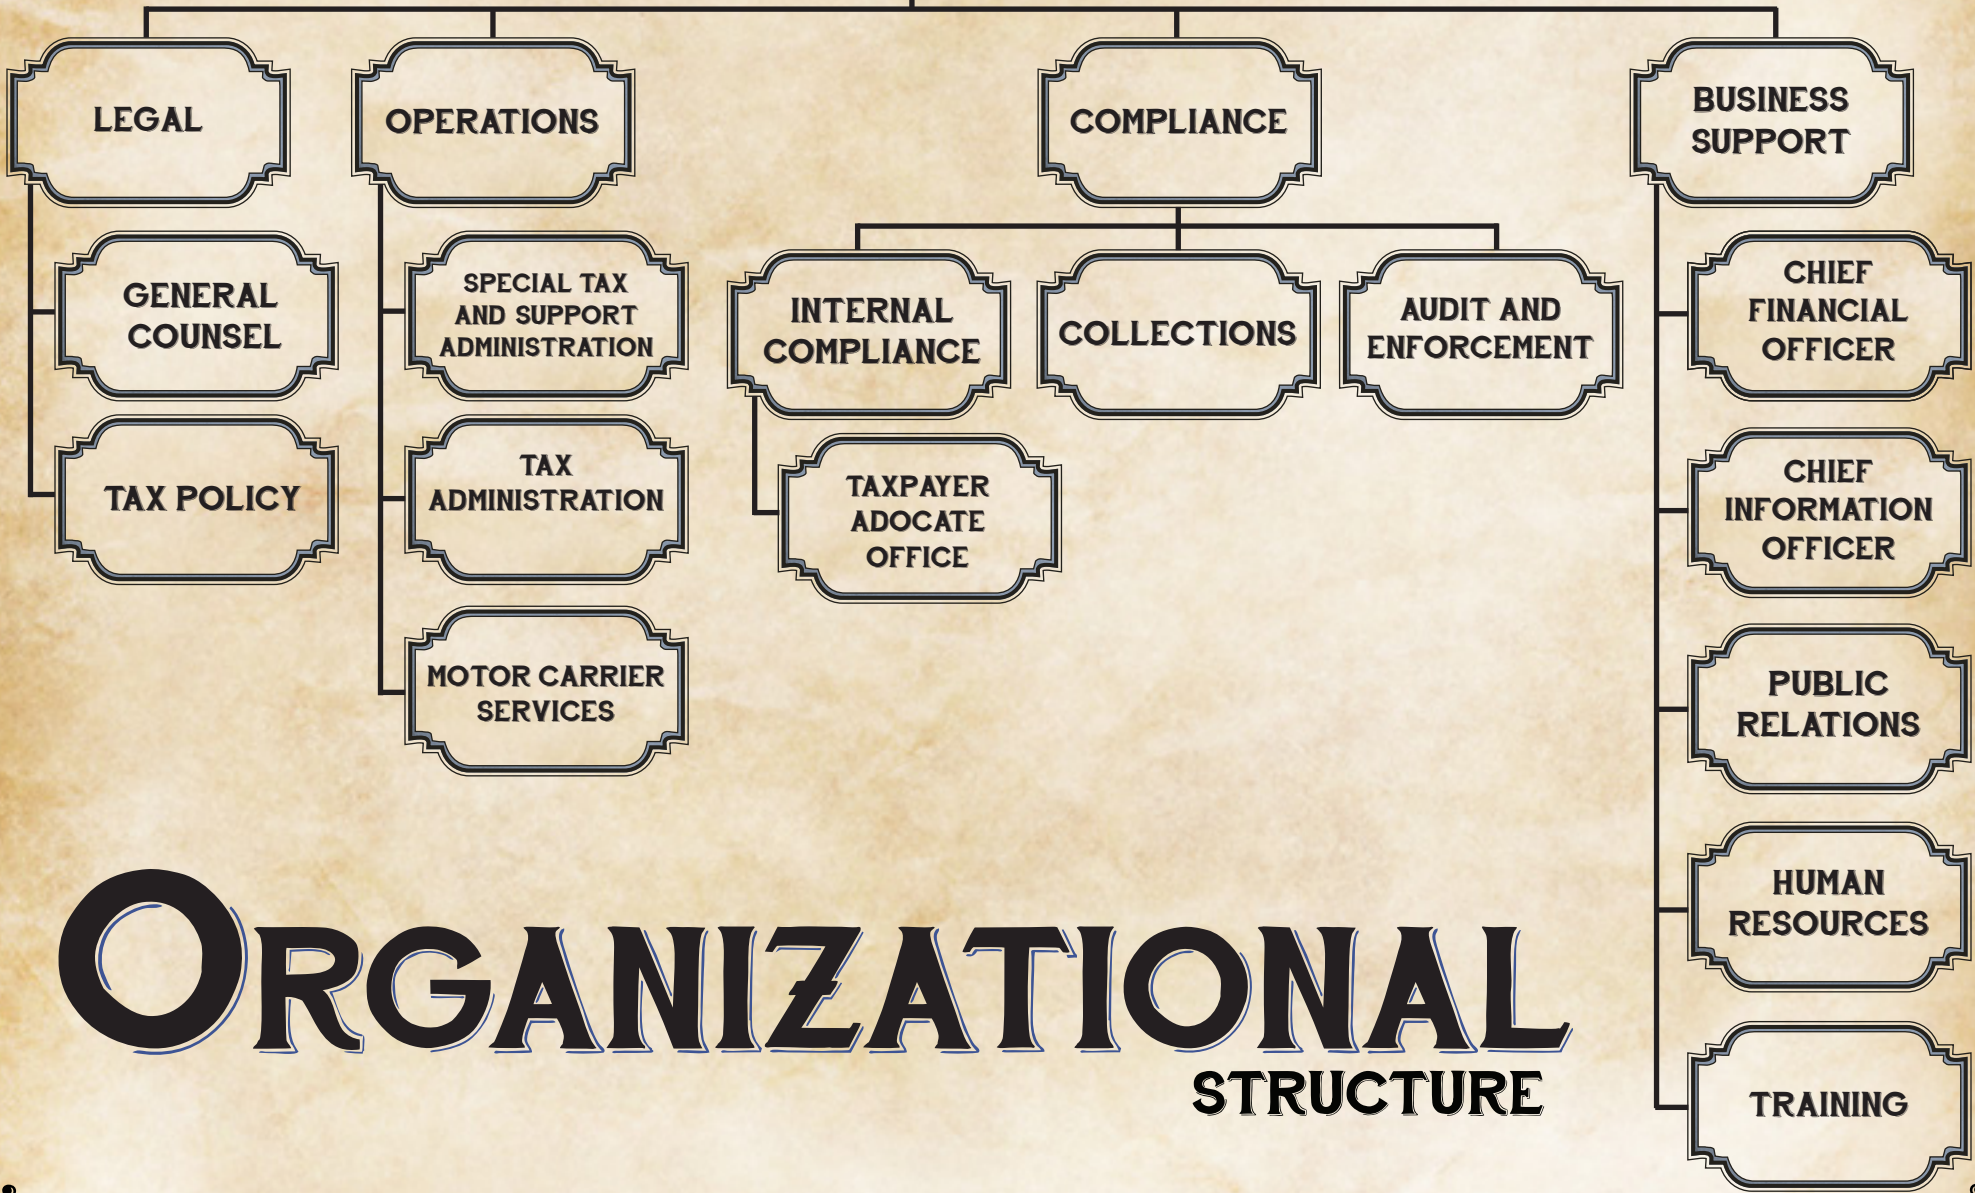 LEGAL
OPERATIONS
COMPLIANCE
BUSINESS
SUPPORT
GENERAL
COUNSEL
TAX POLICY
SPECIAL TAX
AND SUPPORT
ADMINISTRATION
TAX
ADMINISTRATION
MOTOR CARRIER
SERVICES
INTERNAL
COMPLIANCE
TAXPAYER
ADOCATE
OFFICE
COLLECTIONS
AUDIT AND
ENFORCEMENT
CHIEF
FINANCIAL
OFFICER
CHIEF
INFORMATION
OFFICER
PUBLIC
RELATIONS
HUMAN
RESOURCES
TRAINING
ORGANIZATIONAL
STRUCTURE